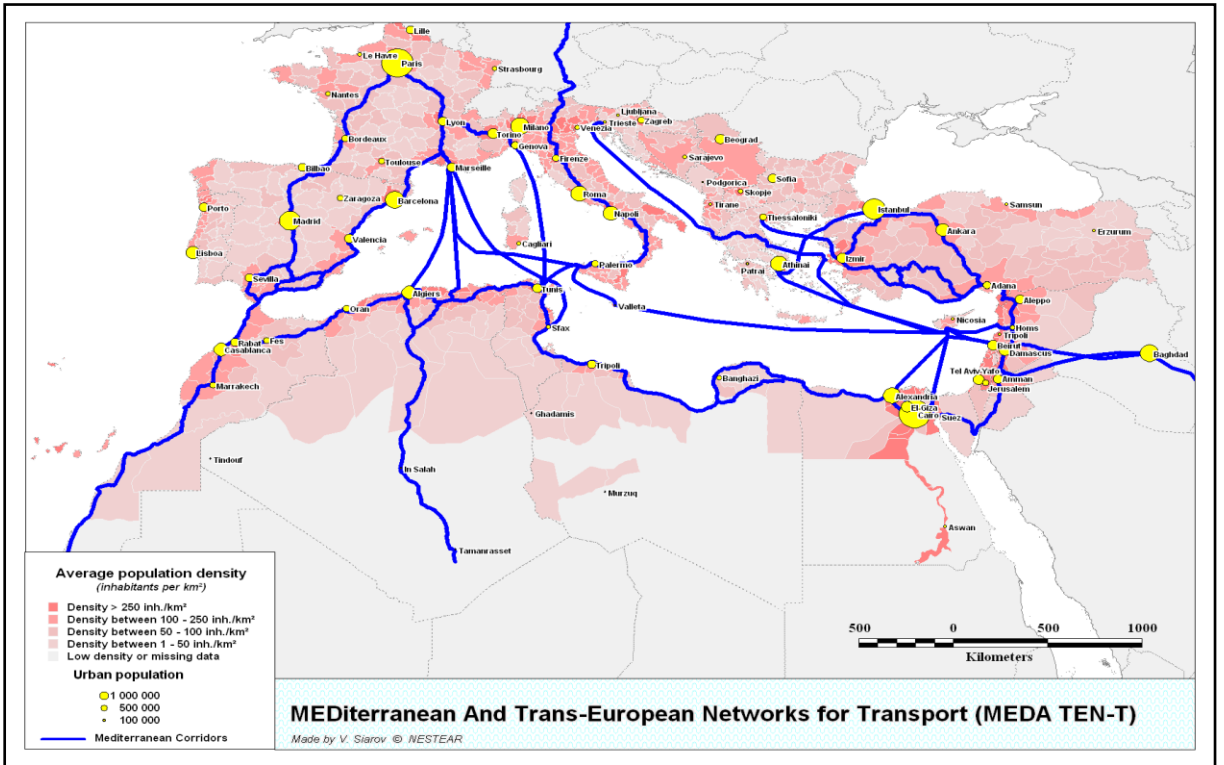 Lille
Le Havre
Paris
Strasbourg
Nantes
Ljubljana
Lyon
Milano
Trieste
Zagreb
Torino
Venezia
Bordeaux
Genova
Beograd
Firenze
Sarajevo
Toulouse
Marseille
Bilbao
Sofia
Podgorica
Skopje
Zaragoza
Roma
Barcelona
Tirane
Samsun
Porto
Istanbul
Napoli
Thessaloniki
Madrid
Ankara
Erzurum
Valencia
Cagliari
Lisboa
Izmir
Athinai
Palermo
Patrai
Sevilla
Adana
Tunis
Algiers
Aleppo
Valleta
Oran
Nicosia
Sfax
Homs
Tripoli
Rabat
Fes
Beirut
Casablanca
Damascus
Baghdad
Tripoli
Tel Aviv-Yafo
Banghazi
Amman
Marrakech
Jerusalem
Alexandria
El-Giza
Ghadamis
Cairo
Suez
Tindouf
In Salah
Murzuq
Aswan
Tamanrasset
Average population density
(inhabitants per km²)
Density > 250 inh./km²
Density between 100 - 250 inh./km²
Density between 50 - 100 inh./km²
Density between 1 - 50 inh./km²
Low density or missing data
Urban population
1 000 000
500 000
100 000
Mediterranean Corridors
500 0 500 1000
Kilometers
MEDiterranean And Trans-European Networks for Transport (MEDA TEN-T)
Made by V. Siarov © NESTEAR